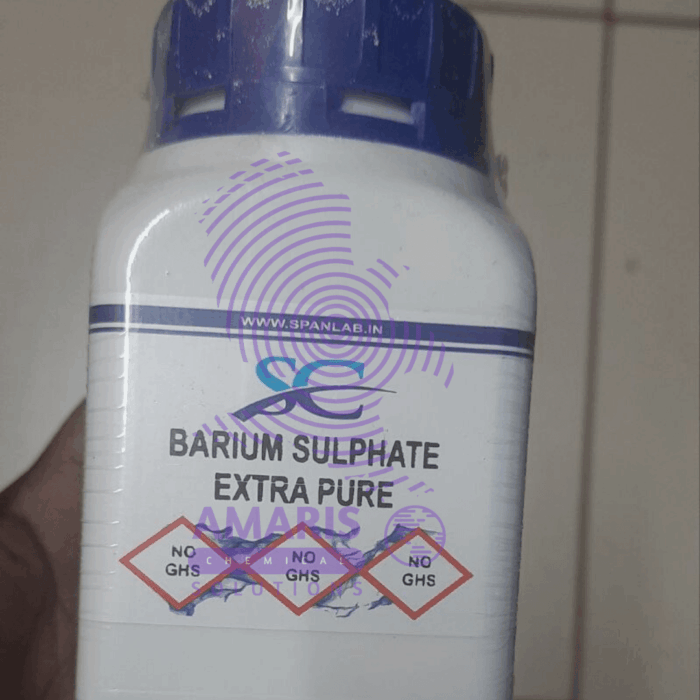 WWW.SPANLAB.IN
SC
BARIUM SULPHATE
EXTRA PURE
AMARIS
CHEMICAL
SOLUTIONS
NO
GHS
NO
GHS
NO
GHS